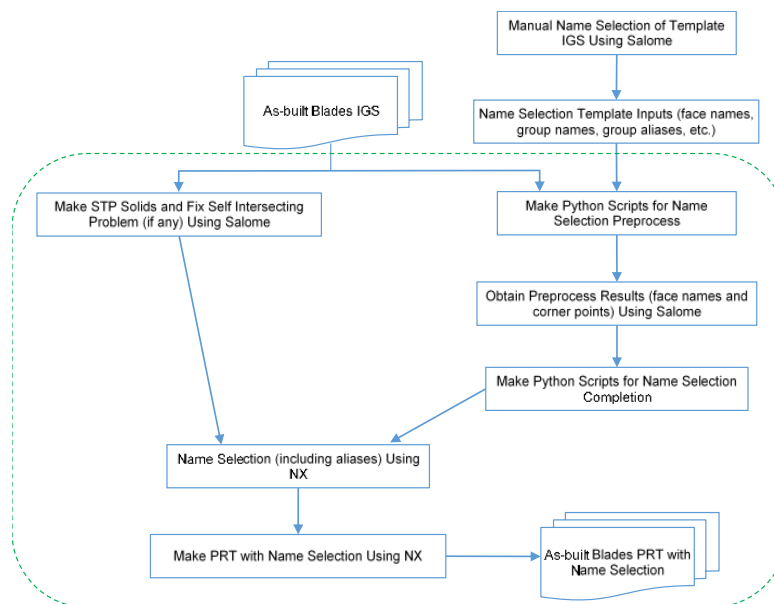 Manual Name Selection of Template
IGS Using Salome
As-built Blades IGS
Name Selection Template Inputs (face names,
group names, group aliases, etc.)
Make STP Solids and Fix Self Intersecting
Problem (if any) Using Salome
Make Python Scripts for Name
Selection Preprocess
Obtain Preprocess Results (face names and
corner points) Using Salome
Make Python Scripts for Name Selection
Completion
Name Selection (including aliases) Using
NX
Make PRT with Name Selection Using NX
As-built Blades PRT with
Name Selection